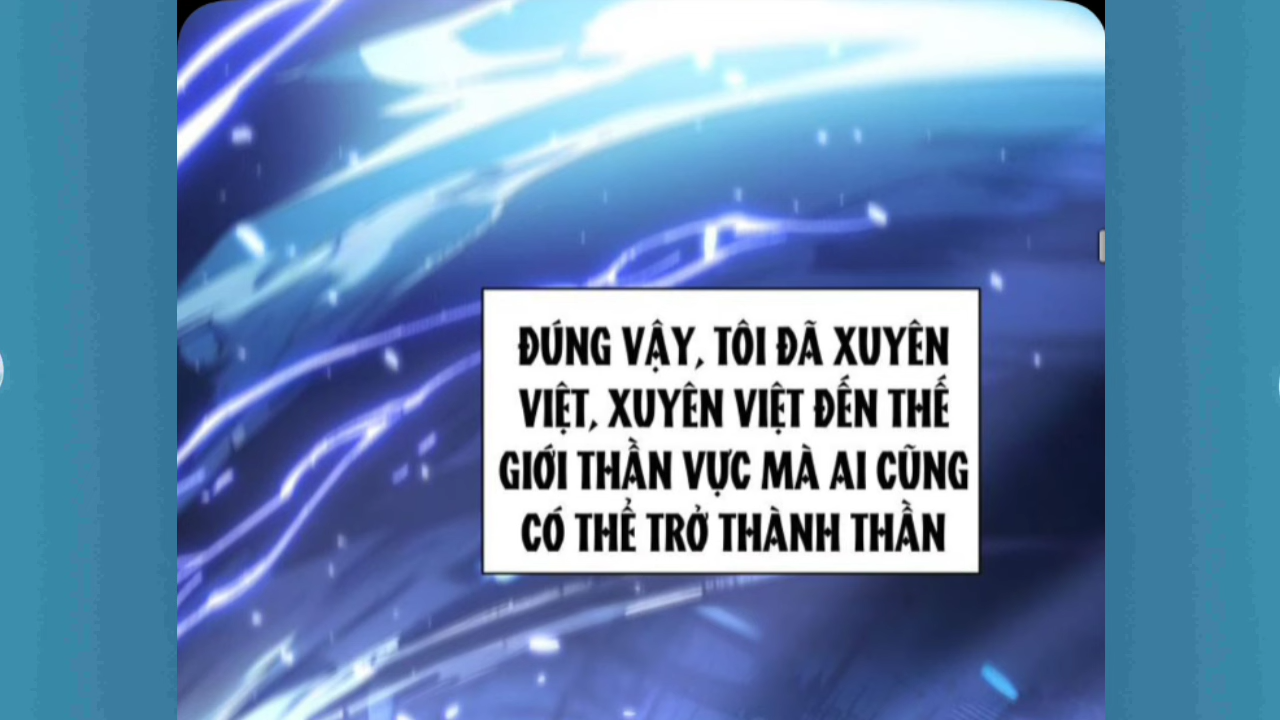 ĐÚNG VẬY, TÔI ĐÃ XUYÊN
VIỆT, XUYÊN VIỆT ĐẾN THẾ
GIỚI THẦN VỰC MÀ AI CŨNG
CÓ THỂ TRỞ THÀNH THẦN